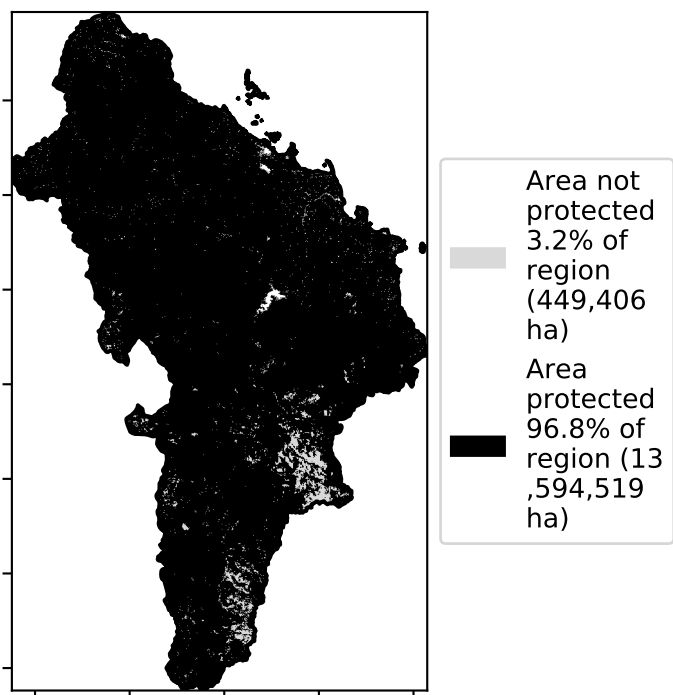 Area not
protected
3.2% of
region
(449,406
ha)
Area
protected
96.8% of
region (13
,594,519
ha)